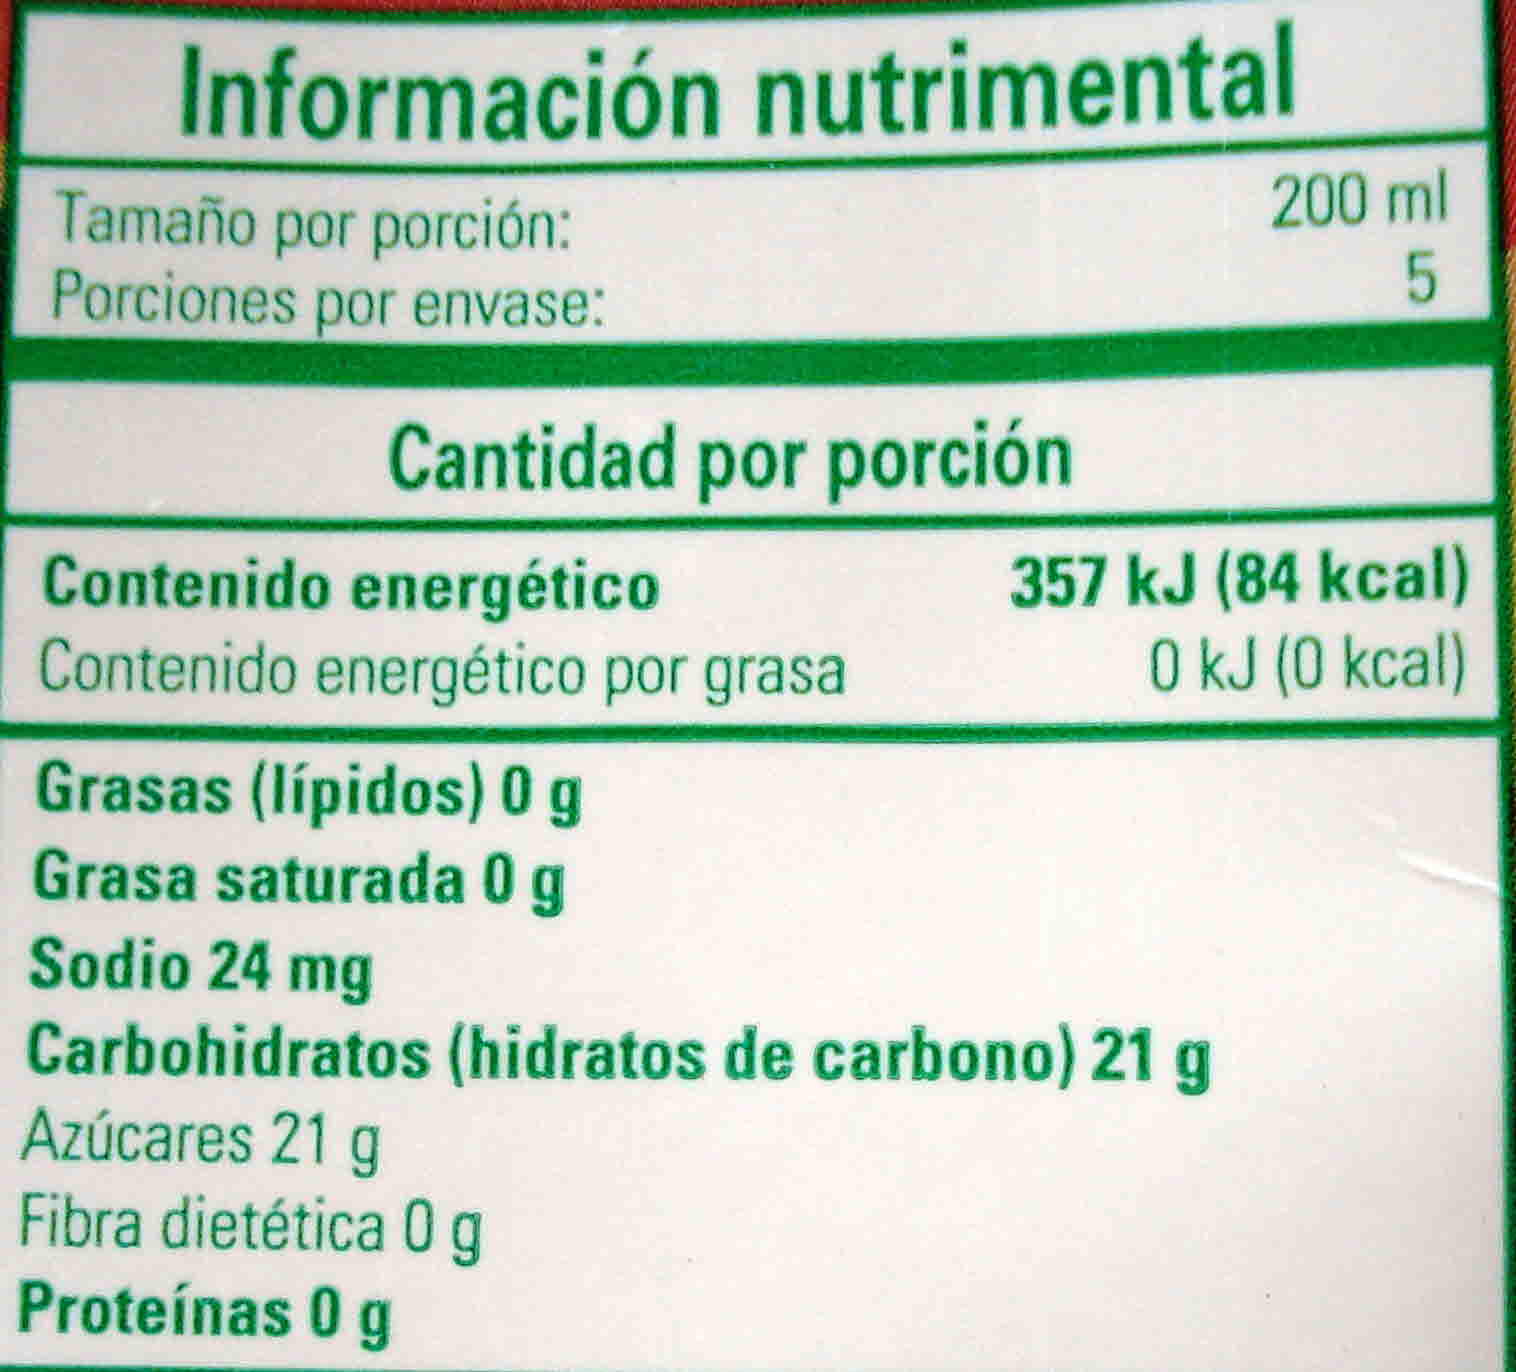 Información nutrimental
Tamaño por porción: 200 ml
Porciones por envase: 5
Cantidad por porción
Contenido energético 357 kJ (84 kcal)
Contenido energético por grasa 0 kJ (0 kcal)
Grasas (lípidos) 0 g
Grasa saturada 0 g
Sodio 24 mg
Carbohidratos (hidratos de carbono) 21 g
Azúcares 21 g
Fibra dietética 0 g
Proteínas 0 g